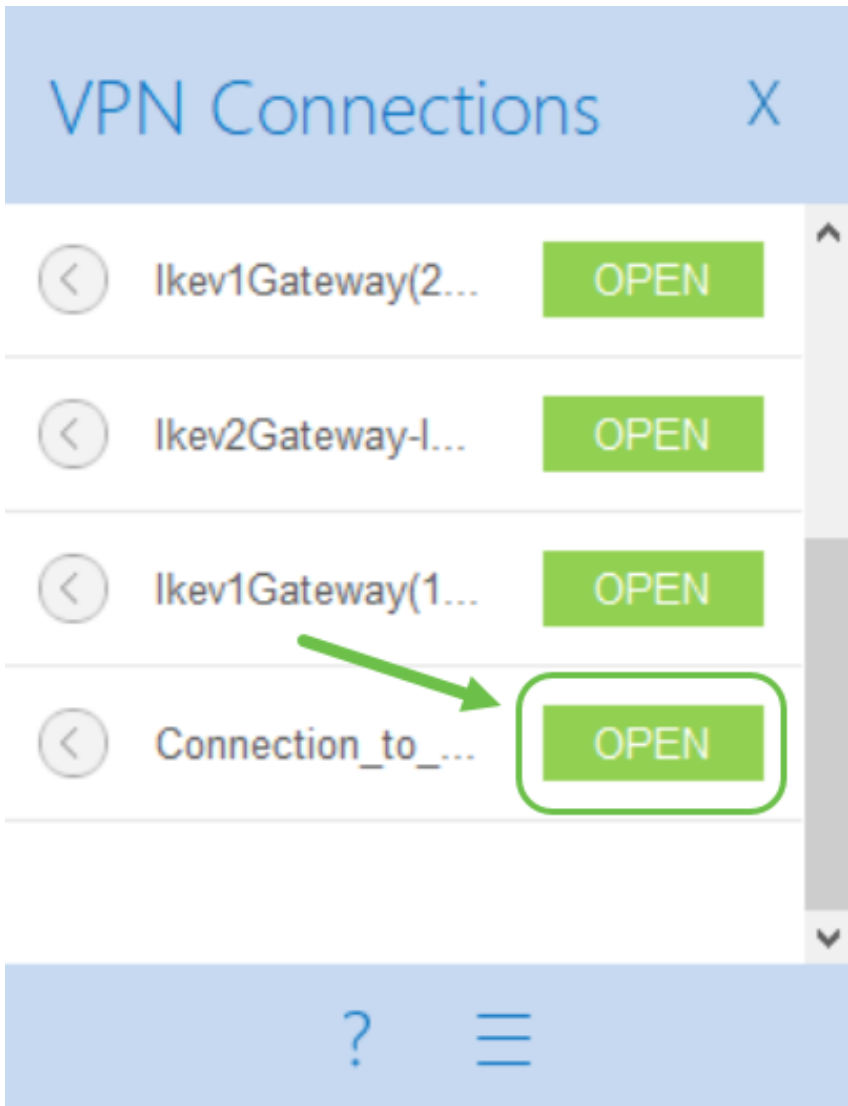 VPN Connections X
Ikev1Gateway(2... OPEN
Ikev2Gateway-I... OPEN
Ikev1Gateway(1... OPEN
Connection_to_... OPEN
?